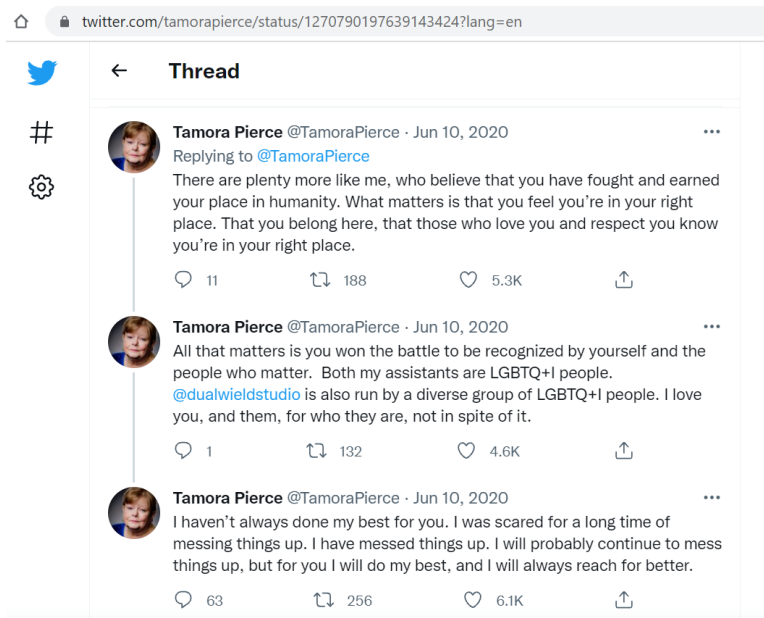 twitter.com/tamorapierce/status/1270790197639143424?lang=en
Thread
Tamora Pierce @TamoraPierce · Jun 10, 2020
Replying to @TamoraPierce
There are plenty more like me, who believe that you have fought and earned
your place in humanity. What matters is that you feel you’re in your right
place. That you belong here, that those who love you and respect you know
you’re in your right place.
11 188 5.3K
Tamora Pierce @TamoraPierce · Jun 10, 2020
All that matters is you won the battle to be recognized by yourself and the
people who matter.  Both my assistants are LGBTQ+I people.
@dualwieldstudio is also run by a diverse group of LGBTQ+I people. I love
you, and them, for who they are, not in spite of it.
1 132 4.6K
Tamora Pierce @TamoraPierce · Jun 10, 2020
I haven’t always done my best for you. I was scared for a long time of
messing things up. I have messed things up. I will probably continue to mess
things up, but for you I will do my best, and I will always reach for better.
63 256 6.1K